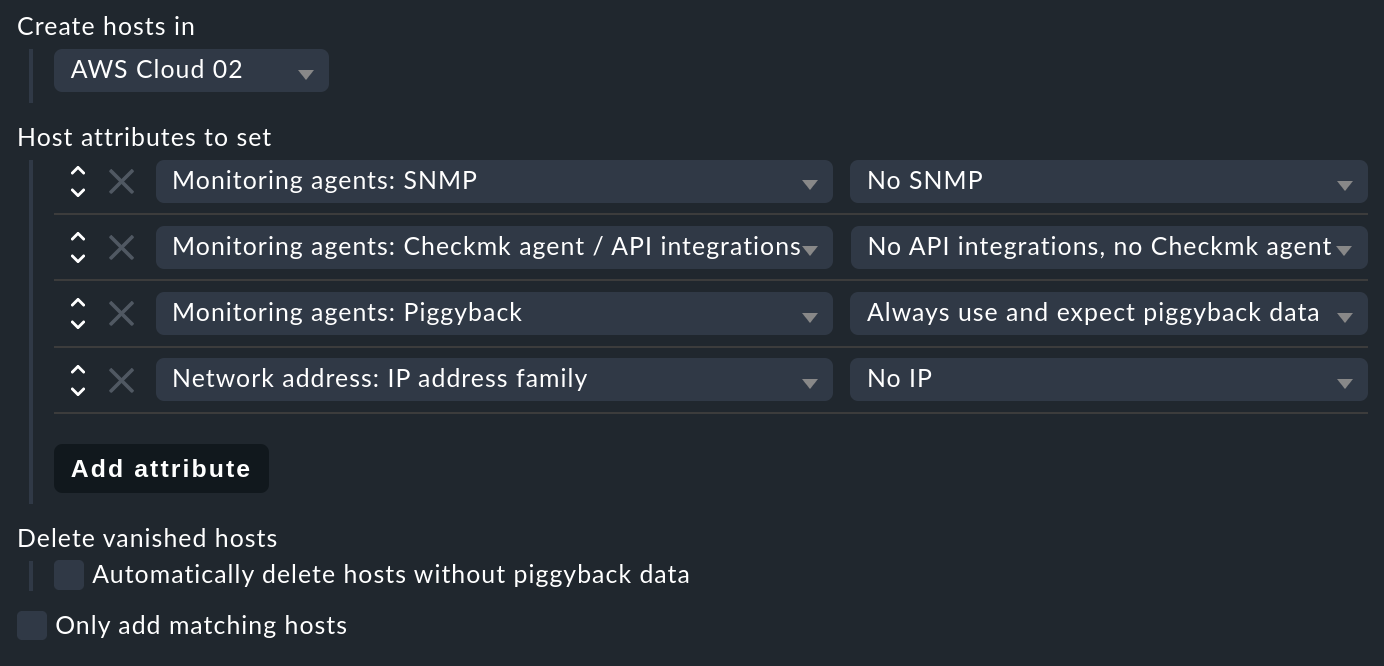 Create hosts in
AWS Cloud 02
Host attributes to set
Monitoring agents: SNMP No SNMP
Monitoring agents: Checkmk agent / API integrations No API integrations, no Checkmk agent
Monitoring agents: Piggyback Always use and expect piggyback data
Network address: IP address family No IP
Add attribute
Delete vanished hosts
Automatically delete hosts without piggyback data
Only add matching hosts